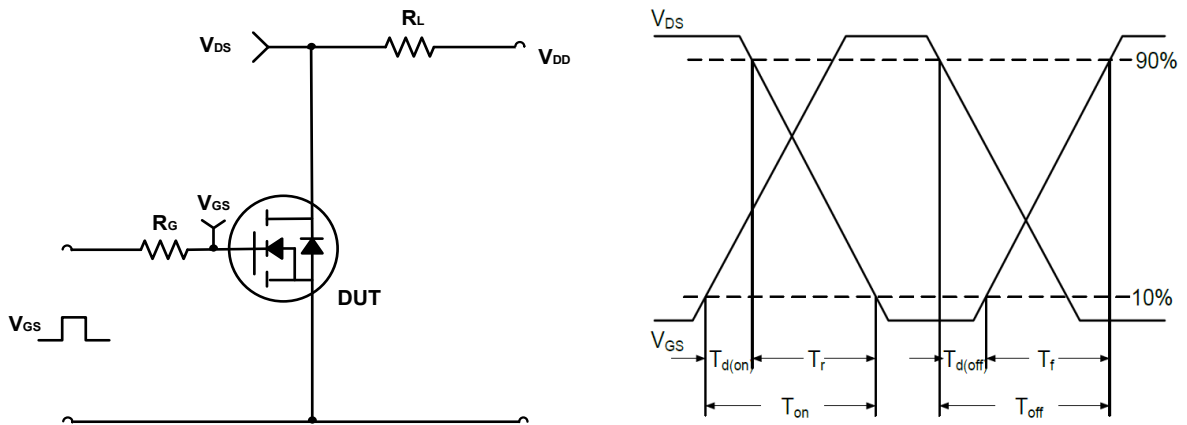 RL
VDS
VDD
VGS
RG
DUT
VGS
VDS
90%
10%
VGS
Td(on)
Tr
Td(off)
Tf
Ton
Toff